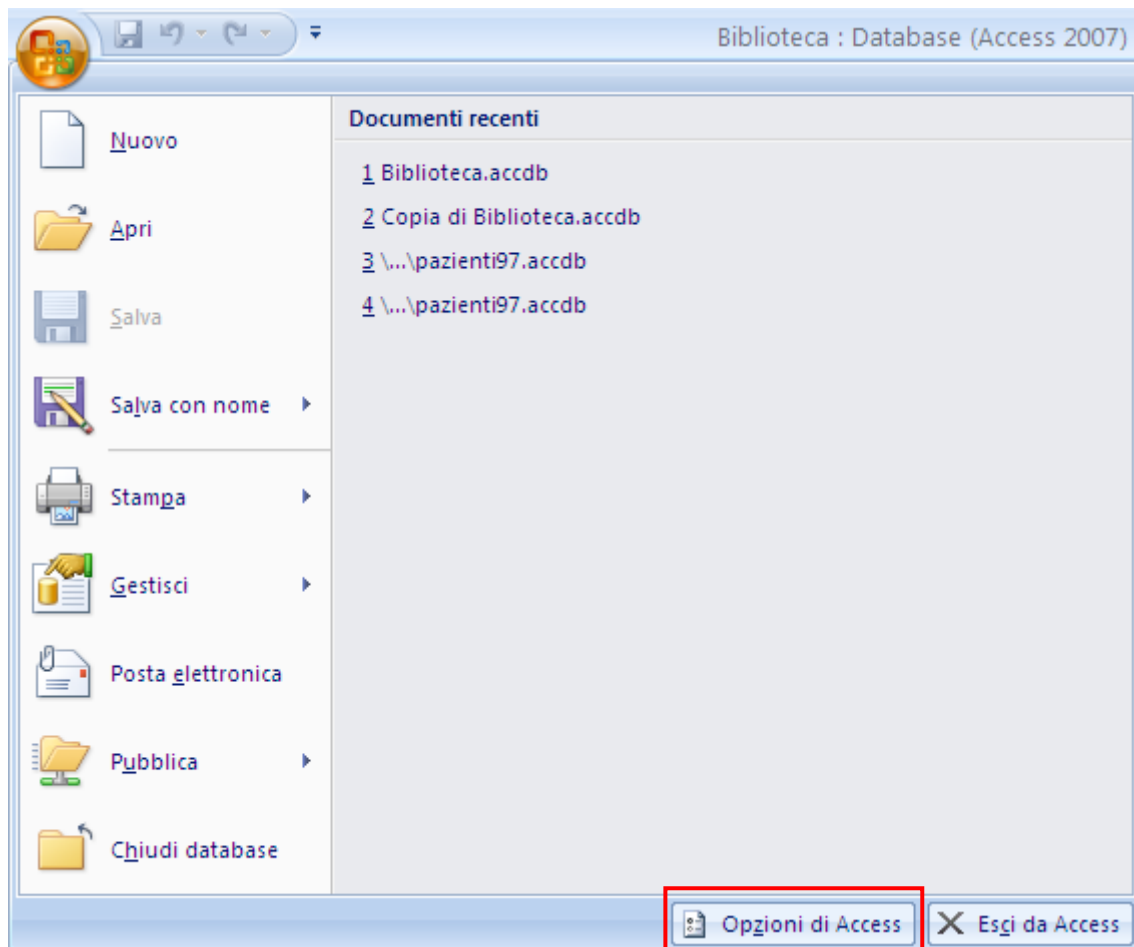 Biblioteca : Database (Access 2007)
Nuovo
Apri
Salva
Salva con nome
Stampa
Gestisci
Posta elettronica
Pubblica
Chiudi database
Documenti recenti
1 Biblioteca.accdb
2 Copia di Biblioteca.accdb
3 \...\pazienti97.accdb
4 \...\pazienti97.accdb
Opzioni di Access
Esci da Access